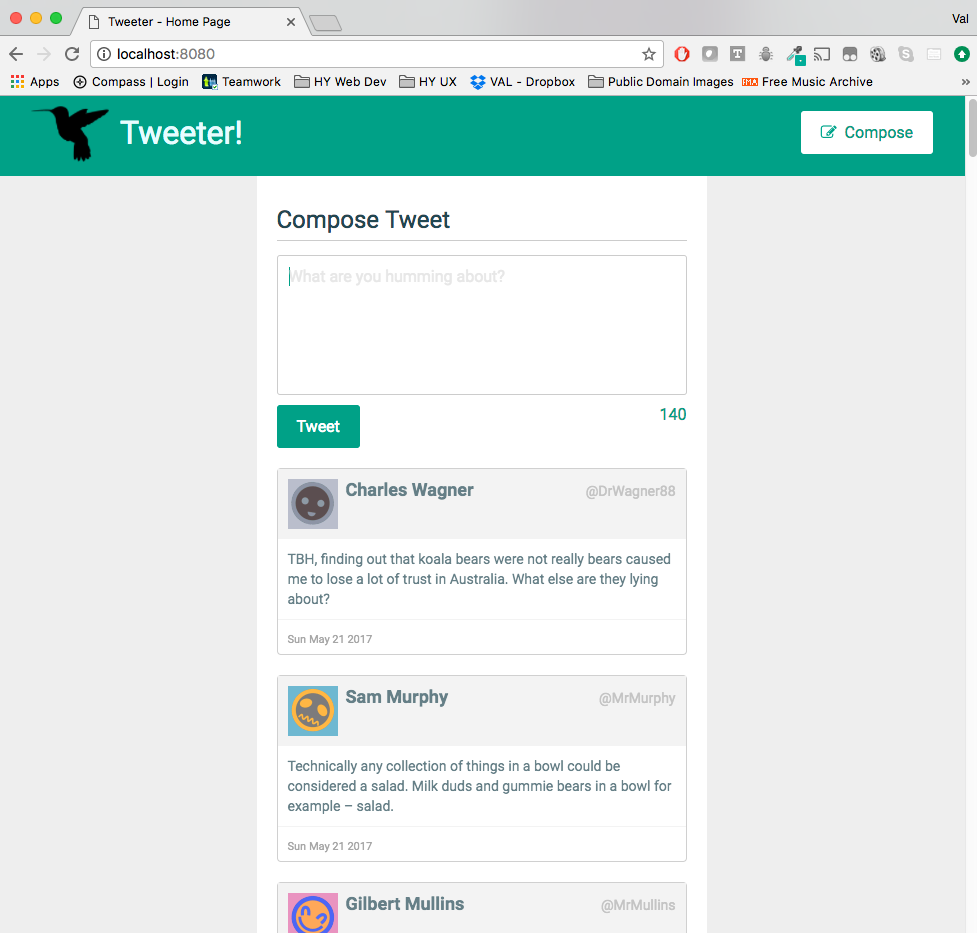 Tweeter - Home Page
Val
localhost:8080
Apps Compass | Login Teamwork HY Web Dev HY UX VAL - Dropbox Public Domain Images Free Music Archive »
Tweeter!
Compose
Compose Tweet
What are you humming about?
Tweet
140
Charles Wagner
@DrWagner88
TBH, finding out that koala bears were not really bears caused
me to lose a lot of trust in Australia. What else are they lying
about?
Sun May 21 2017
Sam Murphy
@MrMurphy
Technically any collection of things in a bowl could be
considered a salad. Milk duds and gummie bears in a bowl for
example – salad.
Sun May 21 2017
Gilbert Mullins
@MrMullins